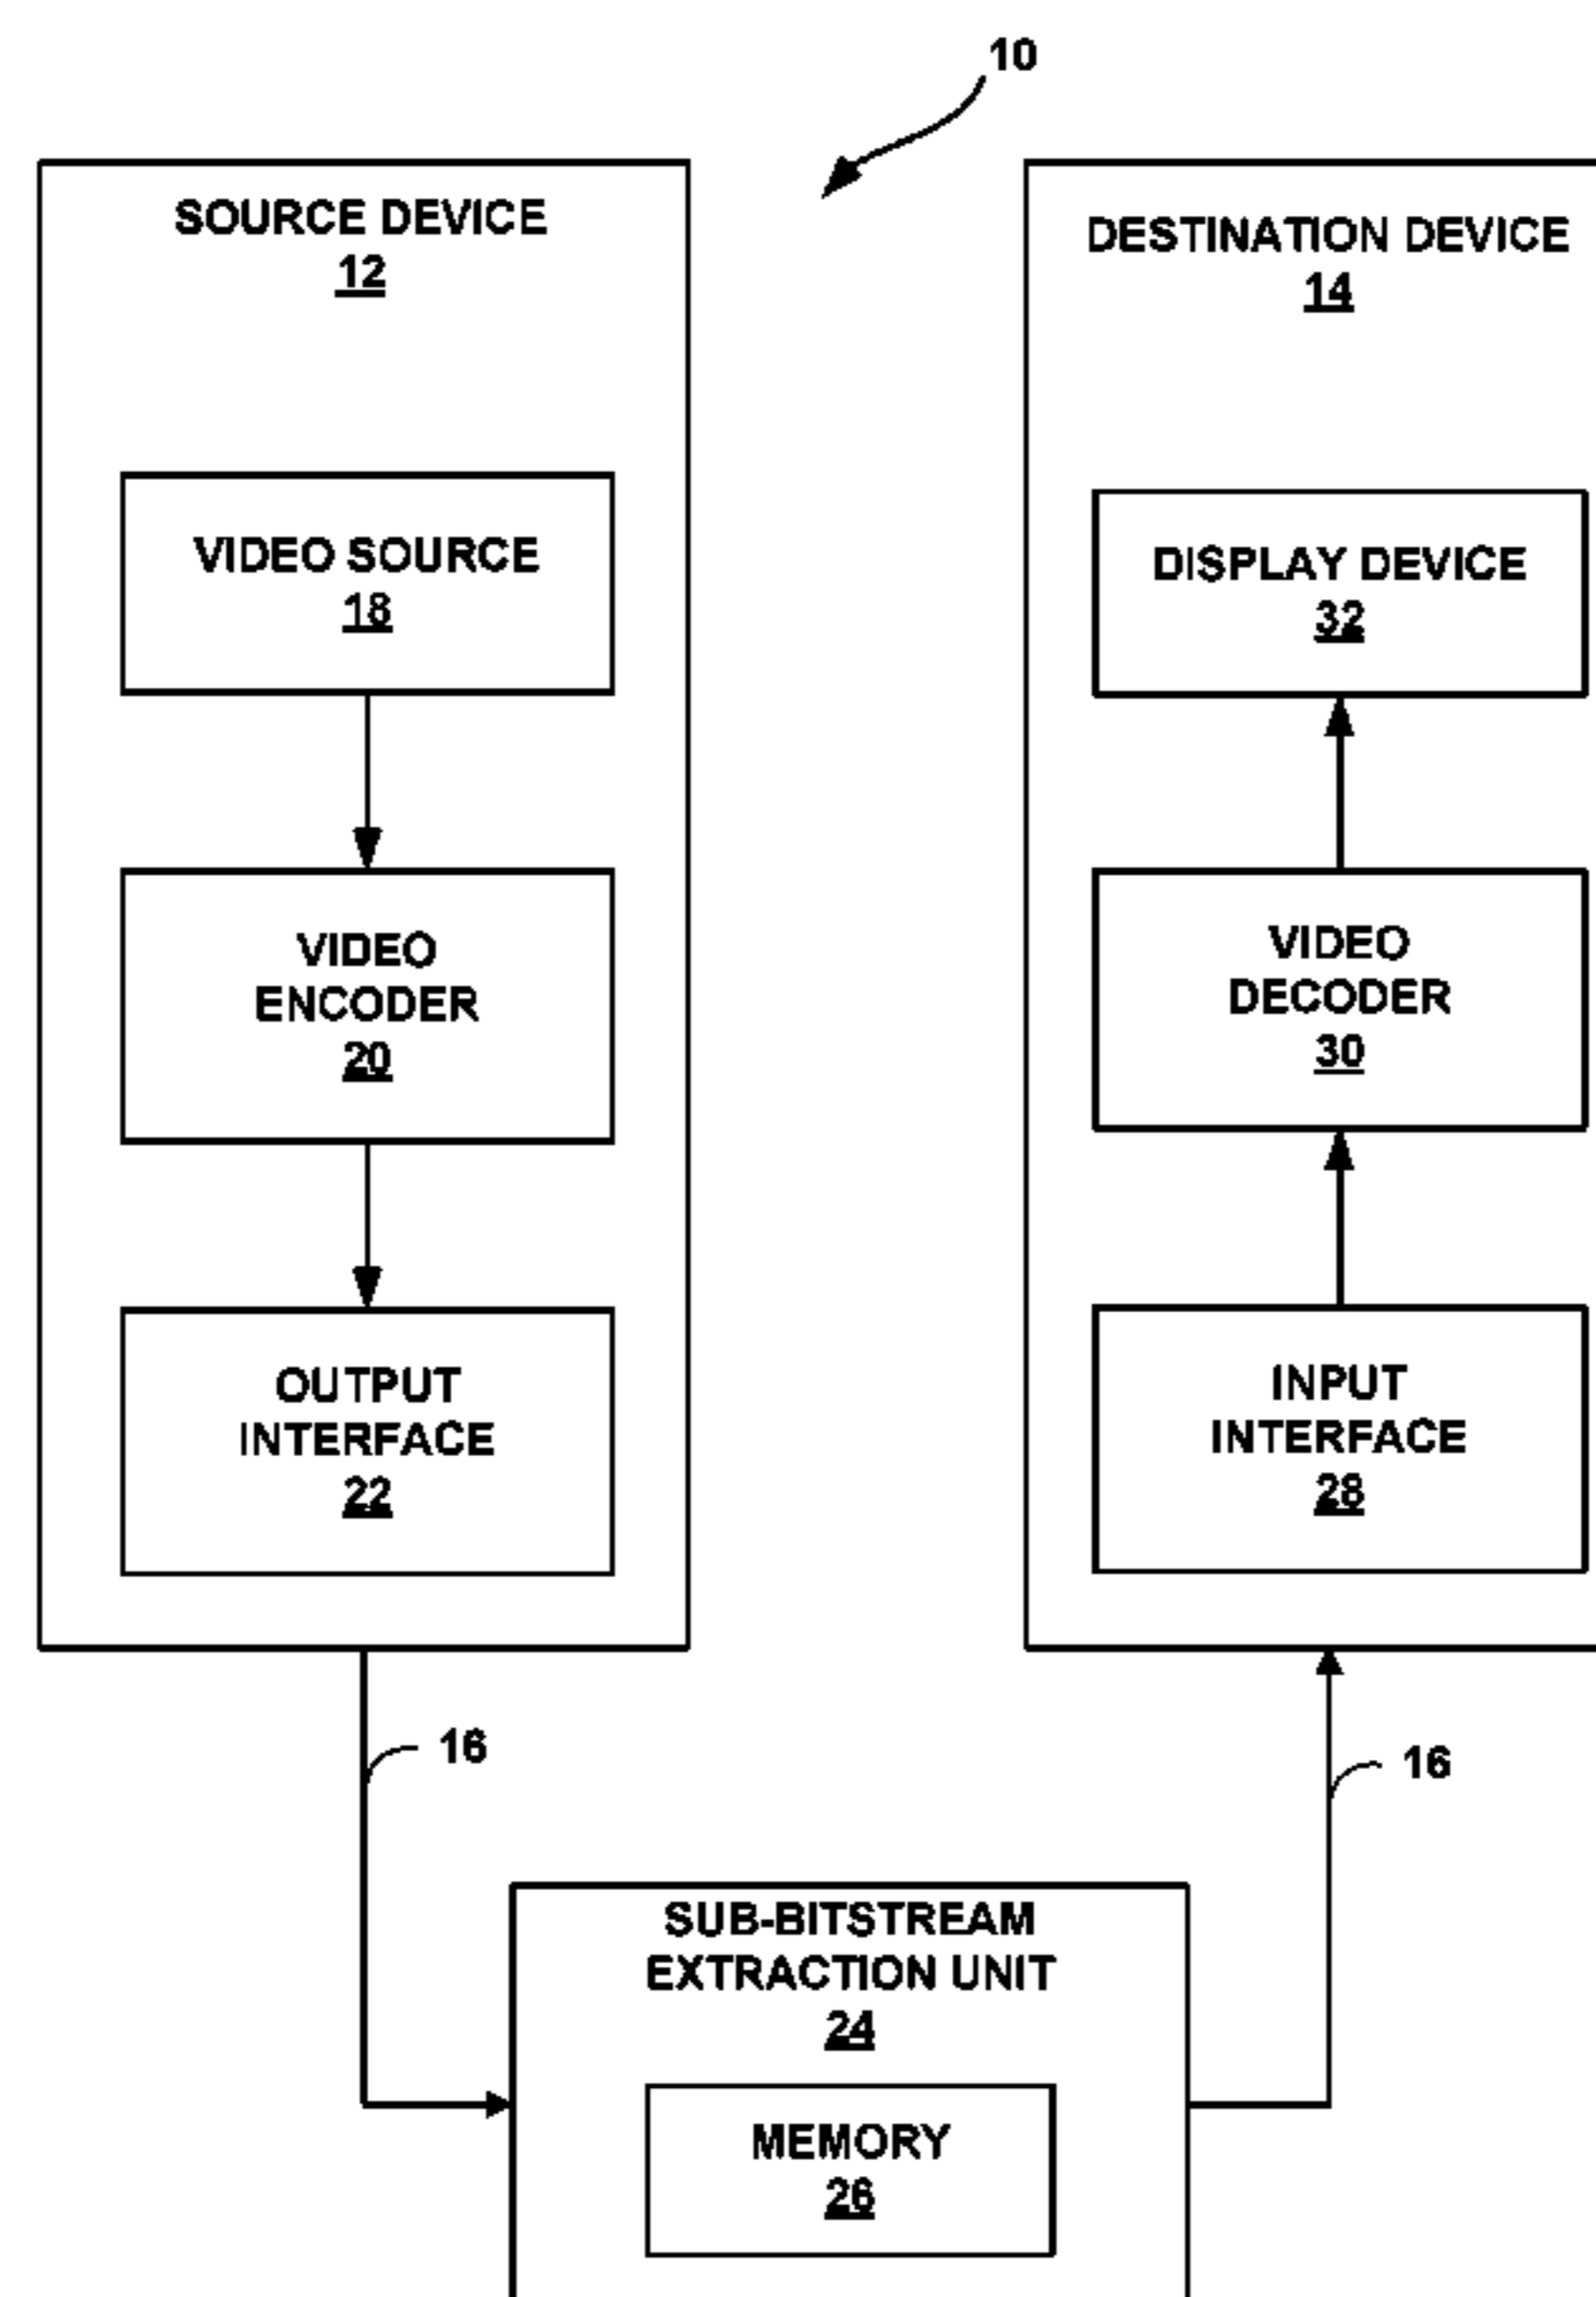 10
SOURCE DEVICE
12
VIDEO SOURCE
18
VIDEO
ENCODER
20
OUTPUT
INTERFACE
22
DESTINATION DEVICE
14
DISPLAY DEVICE
32
VIDEO
DECODER
30
INPUT
INTERFACE
28
16
16
SUB-BITSTREAM
EXTRACTION UNIT
24
MEMORY
26